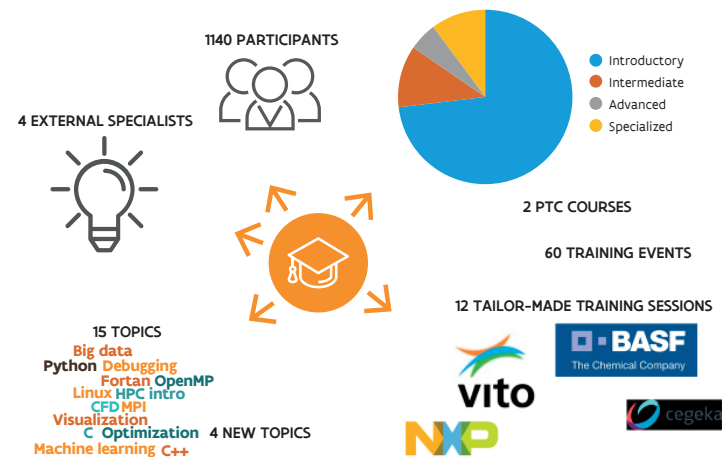 1140 PARTICIPANTS
Introductory
Intermediate
Advanced
Specialized
4 EXTERNAL SPECIALISTS
2 PTC COURSES
60 TRAINING EVENTS
12 TAILOR-MADE TRAINING SESSIONS
15 TOPICS
Big data
Python Debugging
Fortan OpenMP
Linux HPC intro
CFD MPI
Visualization
C Optimization
Machine learning C++
4 NEW TOPICS
vito
BASF
The Chemical Company
NXP
cegeka